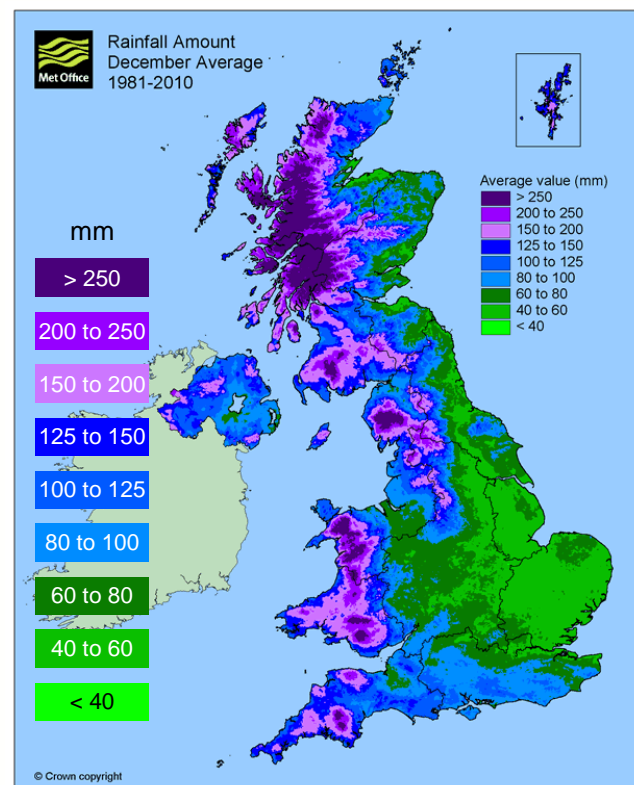 Met Office
Rainfall Amount
December Average
1981-2010
mm
> 250
200 to 250
150 to 200
125 to 150
100 to 125
80 to 100
60 to 80
40 to 60
< 40
Average value (mm)
> 250
200 to 250
150 to 200
125 to 150
100 to 125
80 to 100
60 to 80
40 to 60
< 40
© Crown copyright